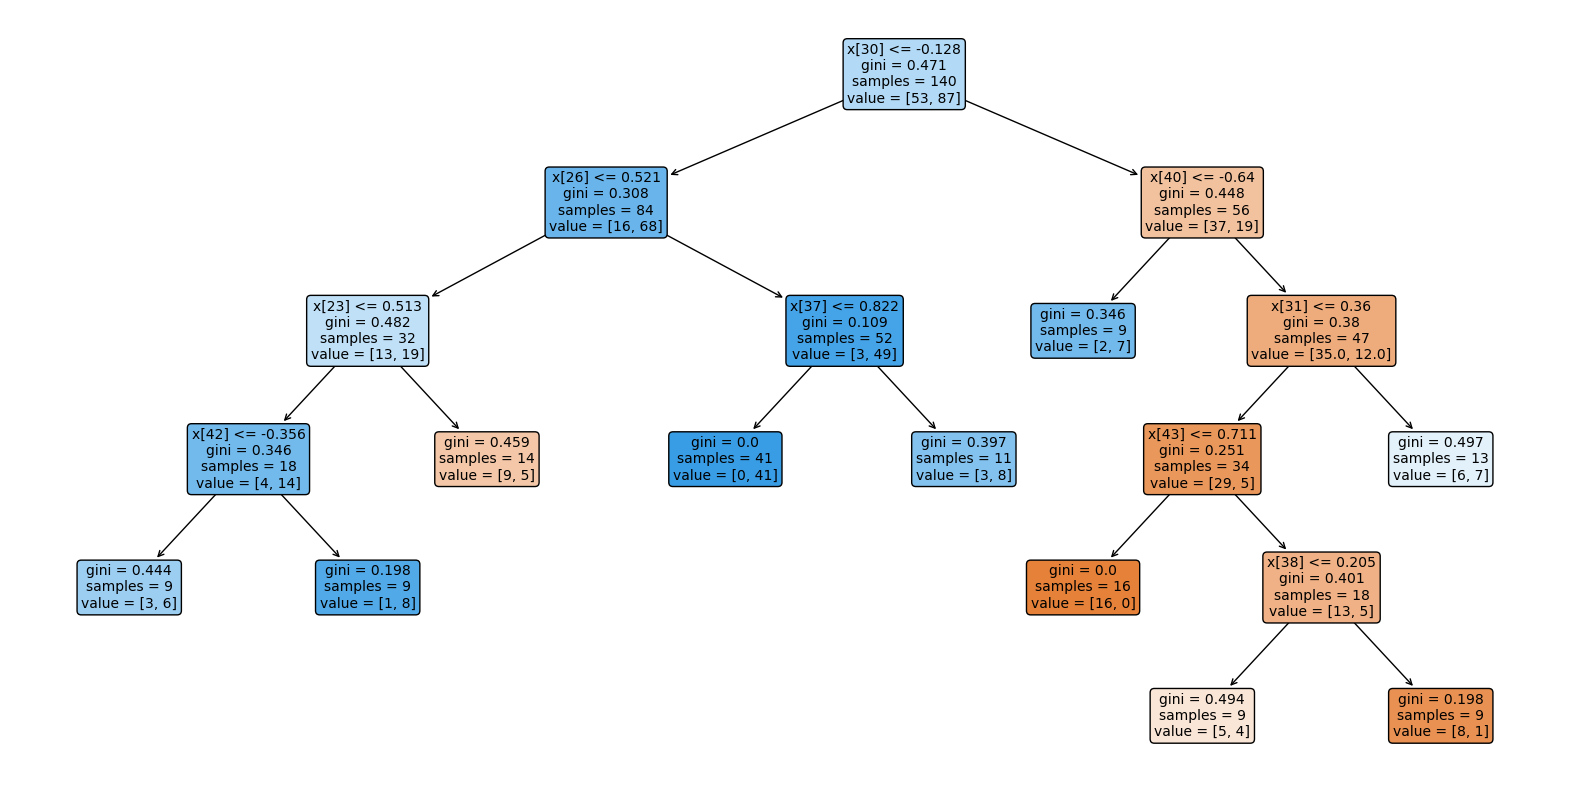 x[30] <= -0.128
gini = 0.471
samples = 140
value = [53, 87]
x[26] <= 0.521
gini = 0.308
samples = 84
value = [16, 68]
x[40] <= -0.64
gini = 0.448
samples = 56
value = [37, 19]
x[23] <= 0.513
gini = 0.482
samples = 32
value = [13, 19]
x[37] <= 0.822
gini = 0.109
samples = 52
value = [3, 49]
gini = 0.346
samples = 9
value = [2, 7]
x[31] <= 0.36
gini = 0.38
samples = 47
value = [35.0, 12.0]
x[42] <= -0.356
gini = 0.346
samples = 18
value = [4, 14]
gini = 0.459
samples = 14
value = [9, 5]
gini = 0.0
samples = 41
value = [0, 41]
gini = 0.397
samples = 11
value = [3, 8]
x[43] <= 0.711
gini = 0.251
samples = 34
value = [29, 5]
gini = 0.497
samples = 13
value = [6, 7]
gini = 0.444
samples = 9
value = [3, 6]
gini = 0.198
samples = 9
value = [1, 8]
gini = 0.0
samples = 16
value = [16, 0]
x[38] <= 0.205
gini = 0.401
samples = 18
value = [13, 5]
gini = 0.494
samples = 9
value = [5, 4]
gini = 0.198
samples = 9
value = [8, 1]